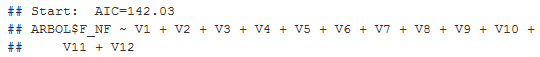 ## Start:  AIC=142.03
## ARBOL$F_NF ~ V1 + V2 + V3 + V4 + V5 + V6 + V7 + V8 + V9 + V10 +
##     V11 + V12